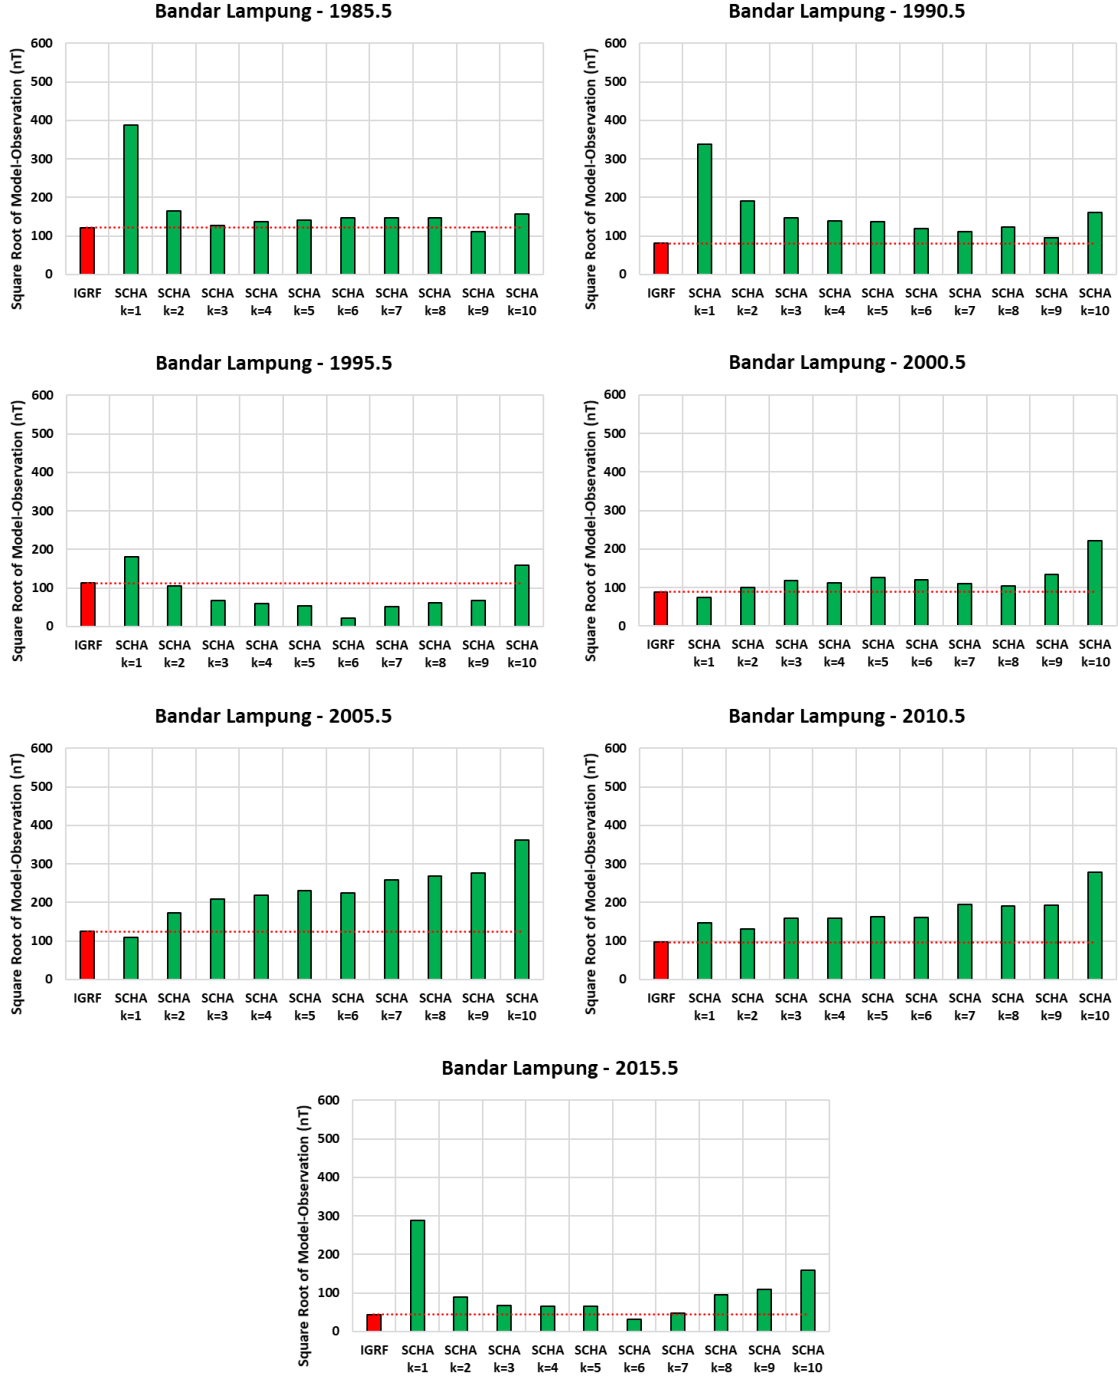 Bandar Lampung - 1985.5
Square Root of Model-Observation (nT)
600
500
400
300
200
100
0
IGRF SCHA SCHA SCHA SCHA SCHA SCHA SCHA SCHA SCHA SCHA
k=1 k=2 k=3 k=4 k=5 k=6 k=7 k=8 k=9 k=10
Bandar Lampung - 1990.5
Square Root of Model-Observation (nT)
600
500
400
300
200
100
0
IGRF SCHA SCHA SCHA SCHA SCHA SCHA SCHA SCHA SCHA SCHA
k=1 k=2 k=3 k=4 k=5 k=6 k=7 k=8 k=9 k=10
Bandar Lampung - 1995.5
Square Root of Model-Observation (nT)
600
500
400
300
200
100
0
IGRF SCHA SCHA SCHA SCHA SCHA SCHA SCHA SCHA SCHA SCHA
k=1 k=2 k=3 k=4 k=5 k=6 k=7 k=8 k=9 k=10
Bandar Lampung - 2000.5
Square Root of Model-Observation (nT)
600
500
400
300
200
100
0
IGRF SCHA SCHA SCHA SCHA SCHA SCHA SCHA SCHA SCHA SCHA
k=1 k=2 k=3 k=4 k=5 k=6 k=7 k=8 k=9 k=10
Bandar Lampung - 2005.5
Square Root of Model-Observation (nT)
600
500
400
300
200
100
0
IGRF SCHA SCHA SCHA SCHA SCHA SCHA SCHA SCHA SCHA SCHA
k=1 k=2 k=3 k=4 k=5 k=6 k=7 k=8 k=9 k=10
Bandar Lampung - 2010.5
Square Root of Model-Observation (nT)
600
500
400
300
200
100
0
IGRF SCHA SCHA SCHA SCHA SCHA SCHA SCHA SCHA SCHA SCHA
k=1 k=2 k=3 k=4 k=5 k=6 k=7 k=8 k=9 k=10
Bandar Lampung - 2015.5
Square Root of Model-Observation (nT)
600
500
400
300
200
100
0
IGRF SCHA SCHA SCHA SCHA SCHA SCHA SCHA SCHA SCHA SCHA
k=1 k=2 k=3 k=4 k=5 k=6 k=7 k=8 k=9 k=10